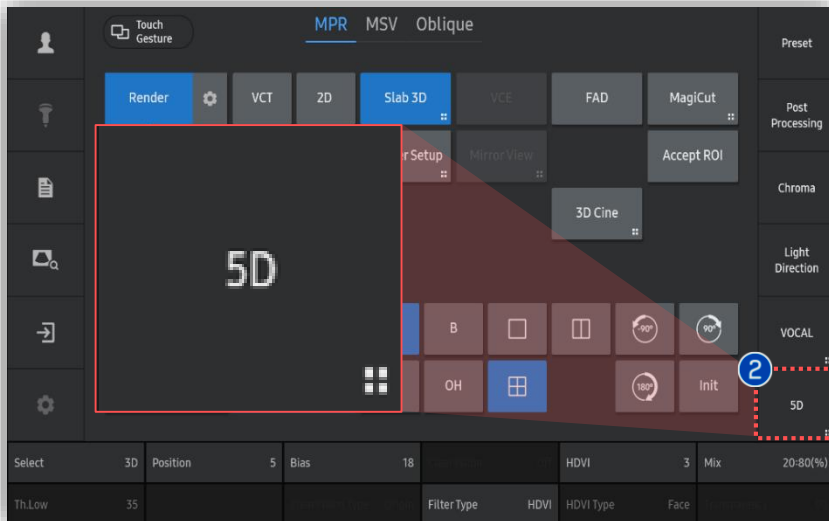 Touch
Gesture
MPR MSV Oblique
Preset
Render VCT 2D Slab 3D VCE FAD MagiCut
Post
Processing
5D
r Setup Mirror View Accept ROI
Chroma
3D Cine
Light
Direction
B -90° 90° VOCAL
2
OH 180° Init 5D
Select 3D Position 5 Bias 18 HDVI 3 Mix 20:80(%)
Th.Low 35 Filter Type HDVI HDVI Type Face